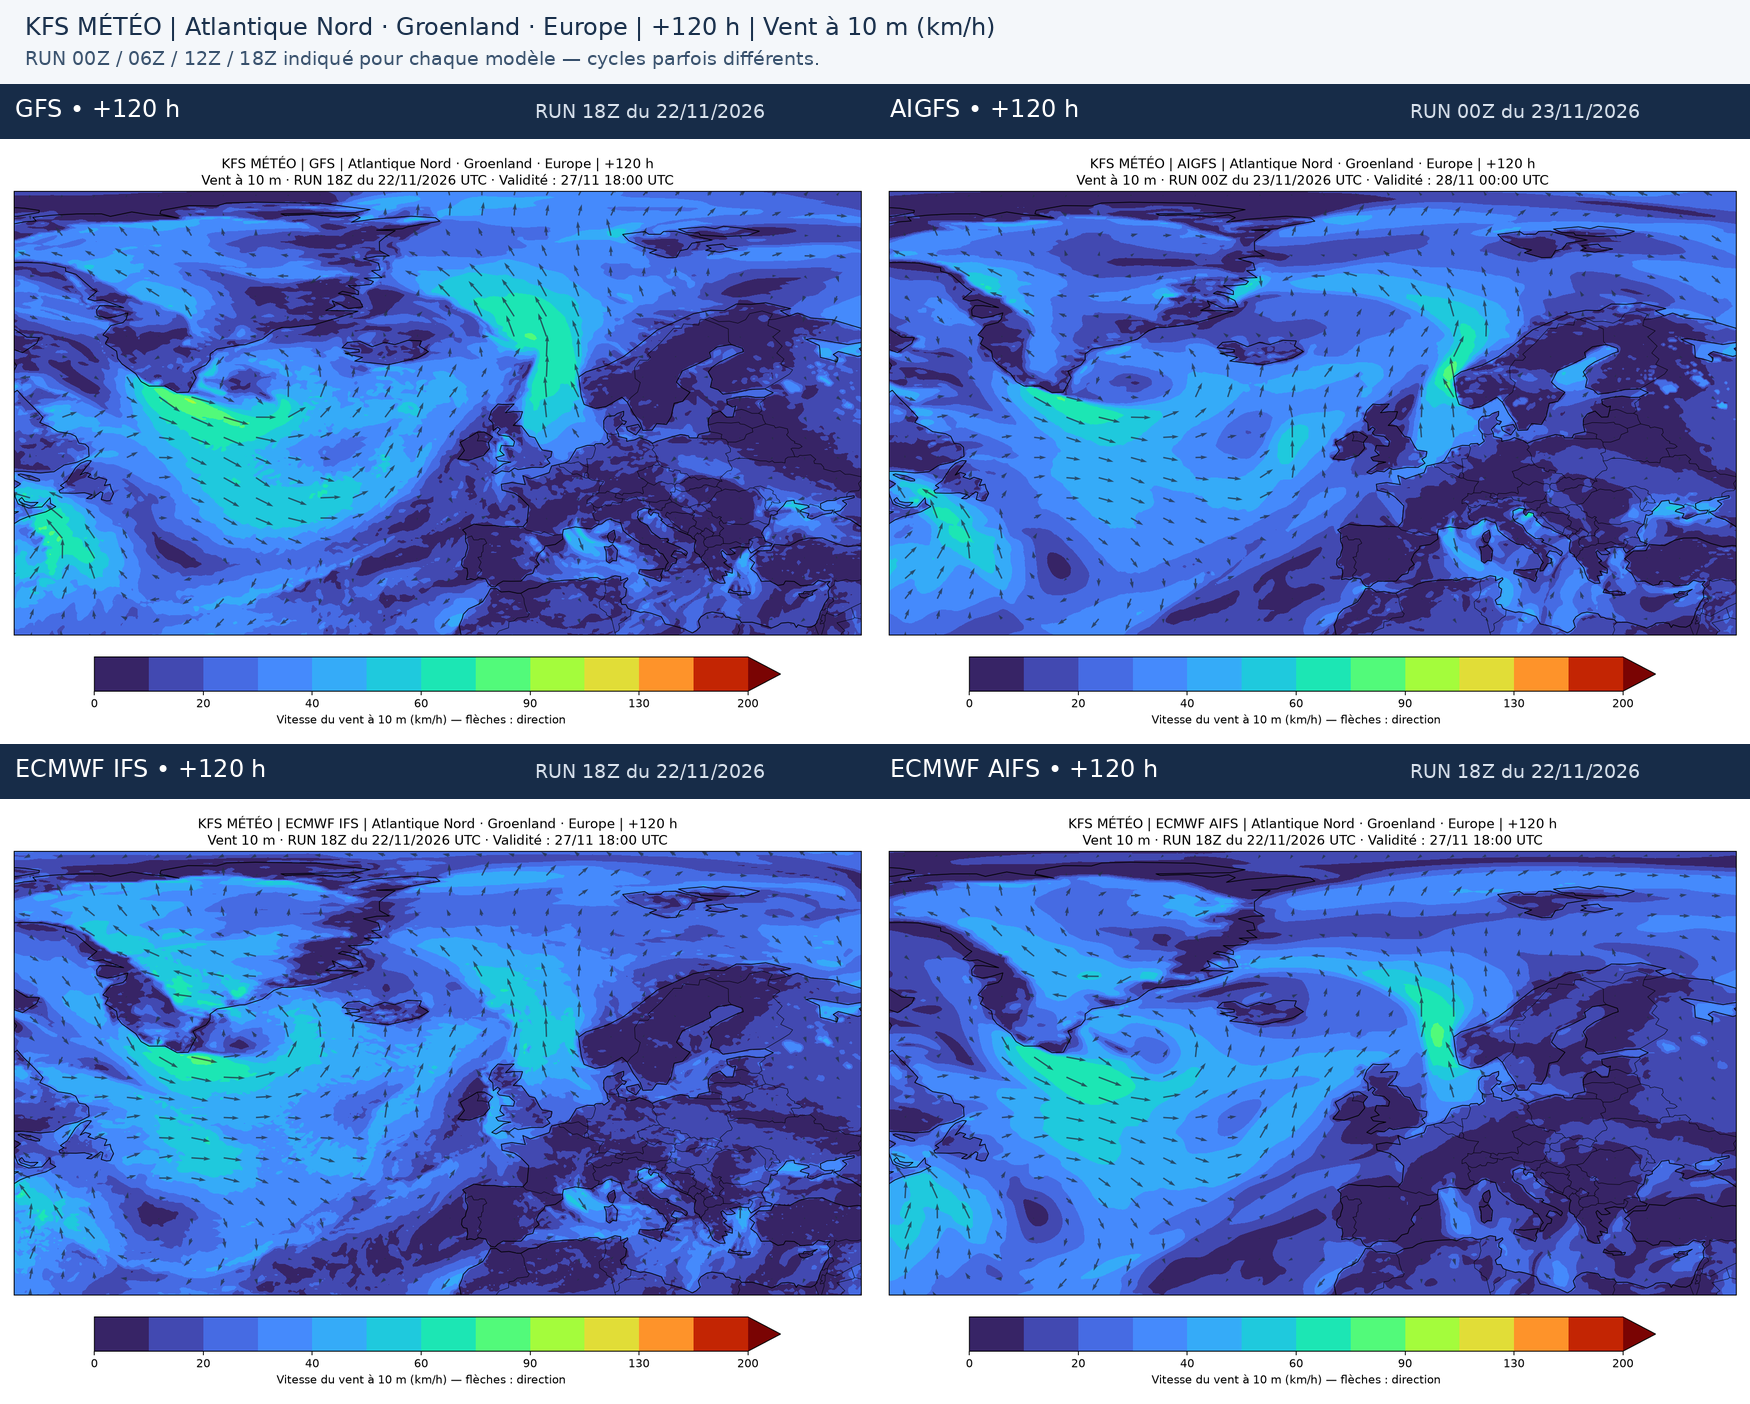 KFS MÉTÉO | Atlantique Nord · Groenland · Europe | +120 h | Vent à 10 m (km/h)
RUN 00Z / 06Z / 12Z / 18Z indiqué pour chaque modèle — cycles parfois différents.
GFS • +120 h
RUN 18Z du 22/11/2026
KFS MÉTÉO | GFS | Atlantique Nord · Groenland · Europe | +120 h
Vent à 10 m · RUN 18Z du 22/11/2026 UTC · Validité : 27/11 18:00 UTC
0 20 40 60 90 130 200
Vitesse du vent à 10 m (km/h) — flèches : direction
AIGFS • +120 h
RUN 00Z du 23/11/2026
KFS MÉTÉO | AIGFS | Atlantique Nord · Groenland · Europe | +120 h
Vent à 10 m · RUN 00Z du 23/11/2026 UTC · Validité : 28/11 00:00 UTC
0 20 40 60 90 130 200
Vitesse du vent à 10 m (km/h) — flèches : direction
ECMWF IFS • +120 h
RUN 18Z du 22/11/2026
KFS MÉTÉO | ECMWF IFS | Atlantique Nord · Groenland · Europe | +120 h
Vent 10 m · RUN 18Z du 22/11/2026 UTC · Validité : 27/11 18:00 UTC
0 20 40 60 90 130 200
Vitesse du vent à 10 m (km/h) — flèches : direction
ECMWF AIFS • +120 h
RUN 18Z du 22/11/2026
KFS MÉTÉO | ECMWF AIFS | Atlantique Nord · Groenland · Europe | +120 h
Vent 10 m · RUN 18Z du 22/11/2026 UTC · Validité : 27/11 18:00 UTC
0 20 40 60 90 130 200
Vitesse du vent à 10 m (km/h) — flèches : direction